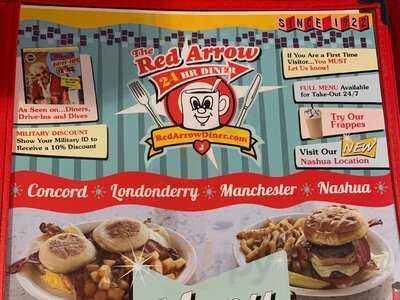 SINCE 1922
The
Red Arrow
24 HR DINER
RedArrowDiner.com
If You are a First Time
Visitor...You MUST
Let Us know!
FULL MENU Available
for Take-Out 24/7
Try Our
Frappes
Visit Our NEW
Nashua Location
As Seen on...Diners,
Drive-Ins and Dives
MILITARY DISCOUNT
Show Your Military ID to
Receive a 10% Discount
Concord Londonderry Manchester Nashua